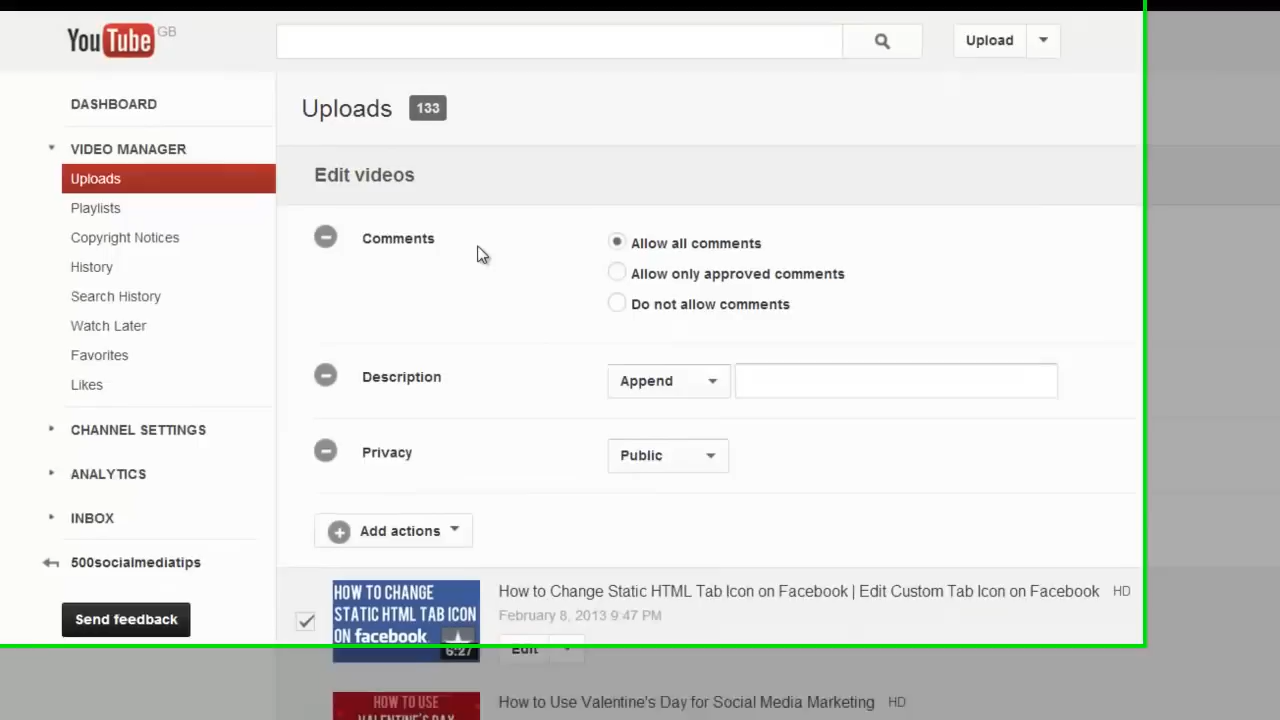 YouTube GB
Upload
DASHBOARD
VIDEO MANAGER
Uploads
Playlists
Copyright Notices
History
Search History
Watch Later
Favorites
Likes
CHANNEL SETTINGS
ANALYTICS
INBOX
500socialmediatips
Send feedback
Uploads 133
Edit videos
Comments
Allow all comments
Allow only approved comments
Do not allow comments
Description
Append
Privacy
Public
Add actions
HOW TO CHANGE
STATIC HTML TAB ICON
ON facebook
6:27
How to Change Static HTML Tab Icon on Facebook | Edit Custom Tab Icon on Facebook HD
February 8, 2013 9:47 PM
Edit
HOW TO USE
VALENTINE'S DAY
How to Use Valentine's Day for Social Media Marketing HD